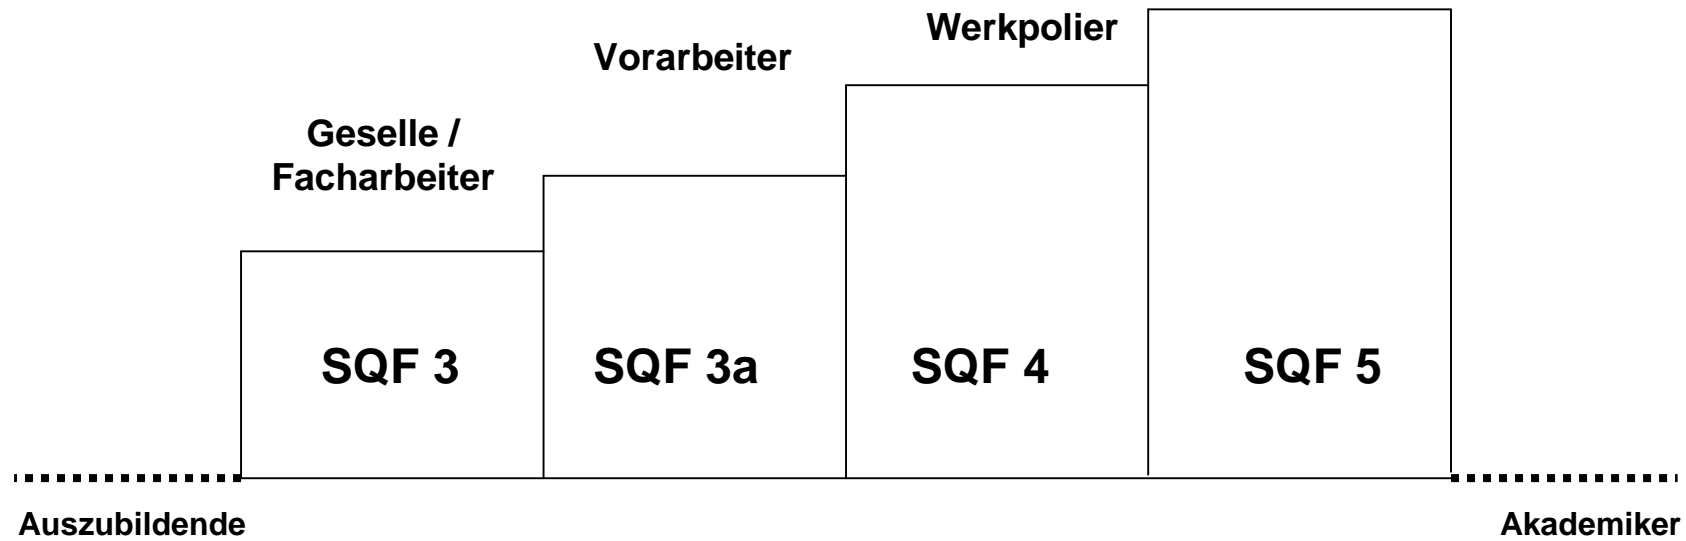 Werkpolier
Vorarbeiter
Geselle /
Facharbeiter
SQF 3
SQF 3a
SQF 4
SQF 5
Auszubildende
Akademiker